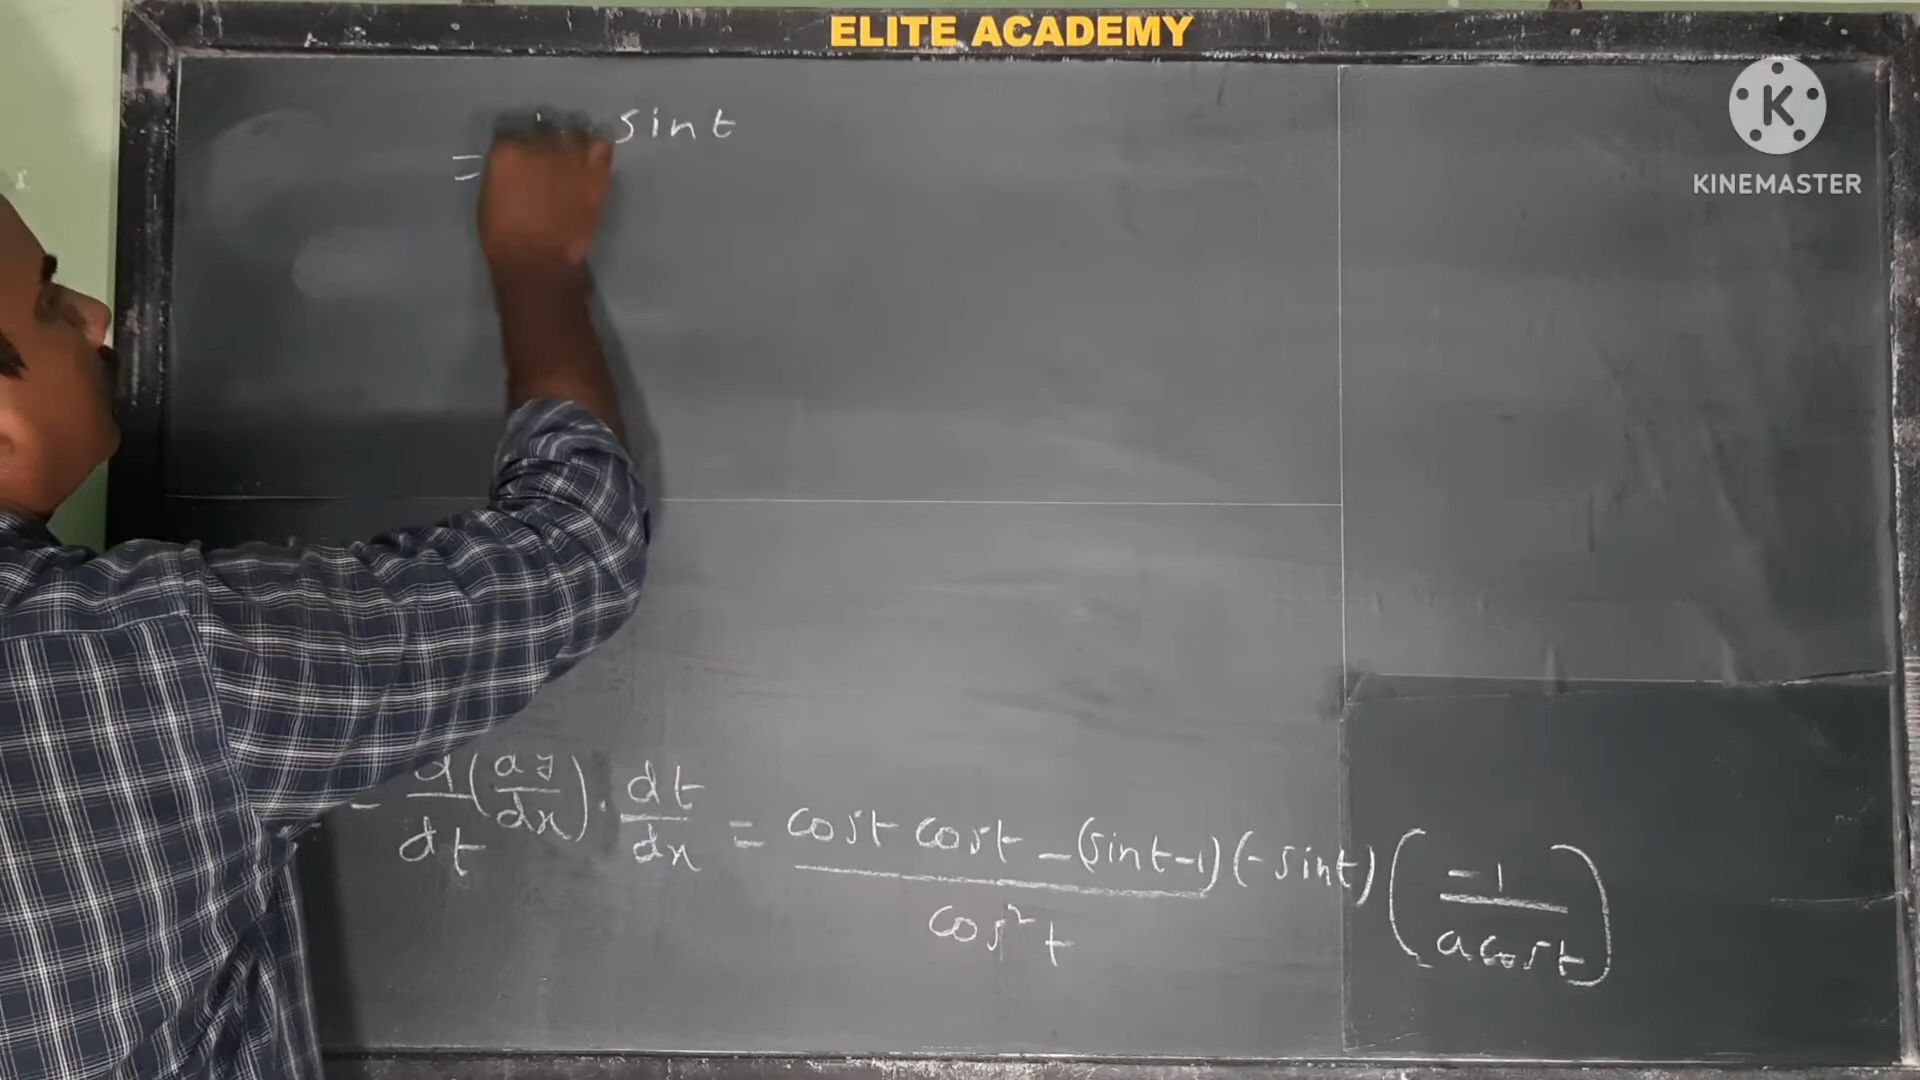 ELITE ACADEMY
KINEMASTER
= sint
= d/dt (dy/dx) . dt/dx = cost cost - (sint-1)(-sint) / cos²t (-1 / a cost)